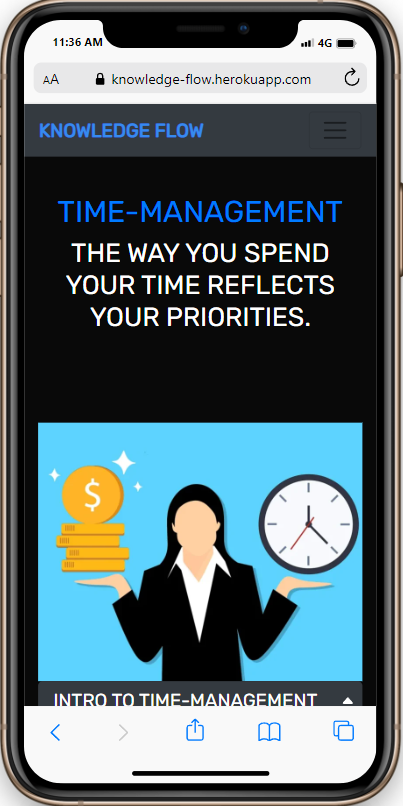 11:36 AM 4G
AA knowledge-flow.herokuapp.com
KNOWLEDGE FLOW
TIME-MANAGEMENT
THE WAY YOU SPEND
YOUR TIME REFLECTS
YOUR PRIORITIES.
$
INTRO TO TIME-MANAGEMENT